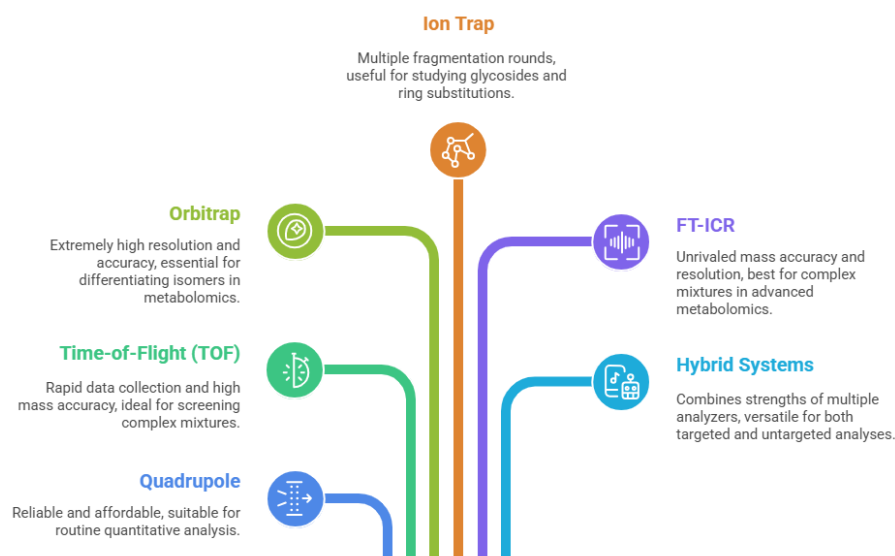 Ion Trap
Multiple fragmentation rounds,
useful for studying glycosides and
ring substitutions.
Orbitrap
Extremely high resolution and
accuracy, essential for
differentiating isomers in
metabolomics.
FT-ICR
Unrivaled mass accuracy and
resolution, best for complex
mixtures in advanced
metabolomics.
Time-of-Flight (TOF)
Rapid data collection and high
mass accuracy, ideal for screening
complex mixtures.
Hybrid Systems
Combines strengths of multiple
analyzers, versatile for both
targeted and untargeted analyses.
Quadrupole
Reliable and affordable, suitable for
routine quantitative analysis.